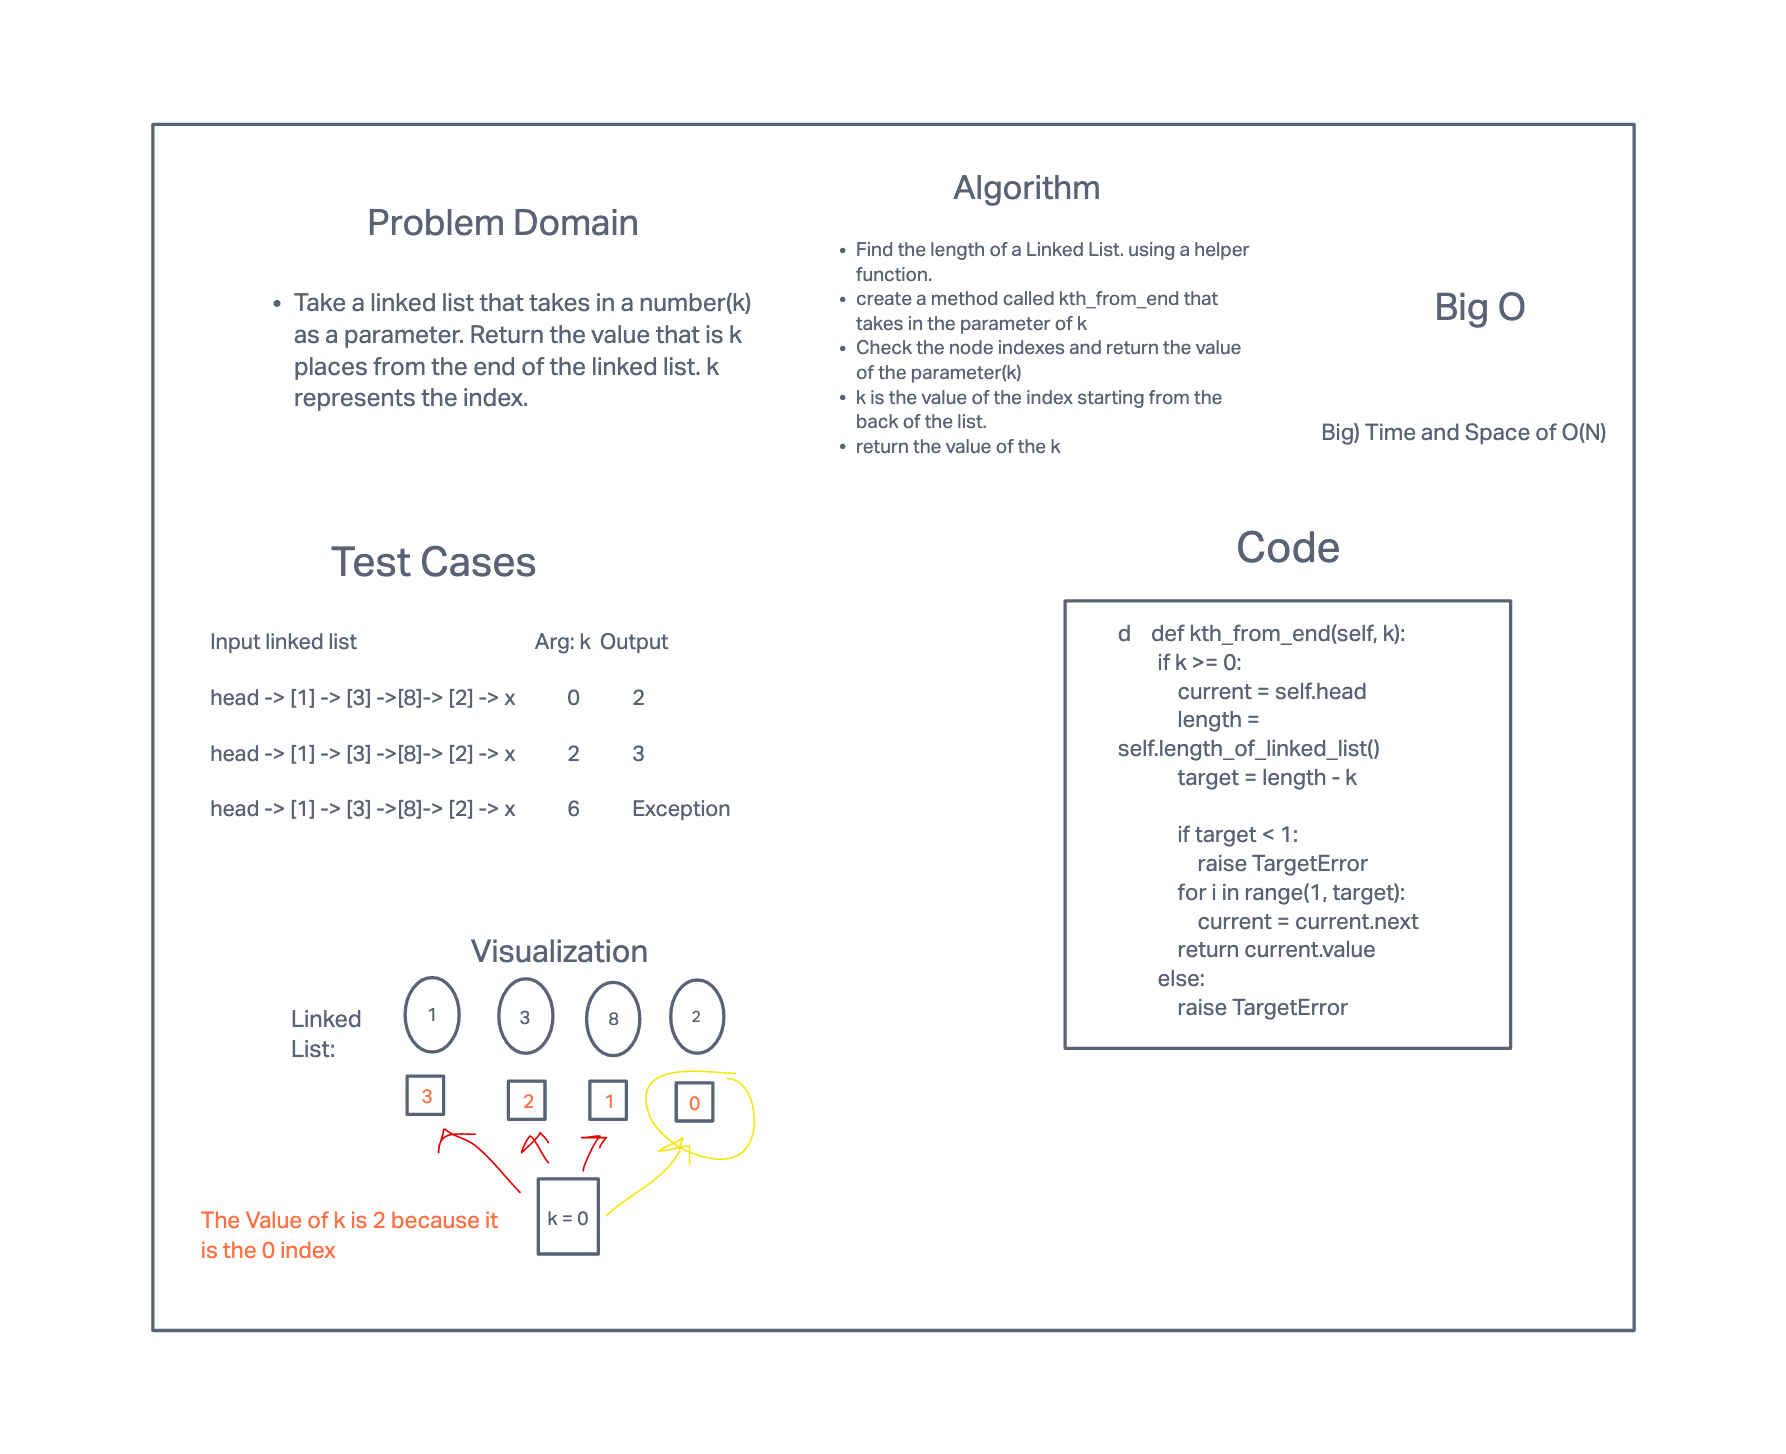 Problem Domain
• Take a linked list that takes in a number(k)
as a parameter. Return the value that is k
places from the end of the linked list. k
represents the index.
Algorithm
• Find the length of a Linked List. using a helper
function.
• create a method called kth_from_end that
takes in the parameter of k
• Check the node indexes and return the value
of the parameter(k)
• k is the value of the index starting from the
back of the list.
• return the value of the k
Big O
Big) Time and Space of O(N)
Test Cases
Input linked list Arg: k Output
head -> [1] -> [3] ->[8]-> [2] -> x 0 2
head -> [1] -> [3] ->[8]-> [2] -> x 2 3
head -> [1] -> [3] ->[8]-> [2] -> x 6 Exception
Code
d def kth_from_end(self, k):
if k >= 0:
current = self.head
length =
self.length_of_linked_list()
target = length - k
if target < 1:
raise TargetError
for i in range(1, target):
current = current.next
return current.value
else:
raise TargetError
Visualization
Linked
List:
1 3 8 2
3 2 1 0
k = 0
The Value of k is 2 because it
is the 0 index